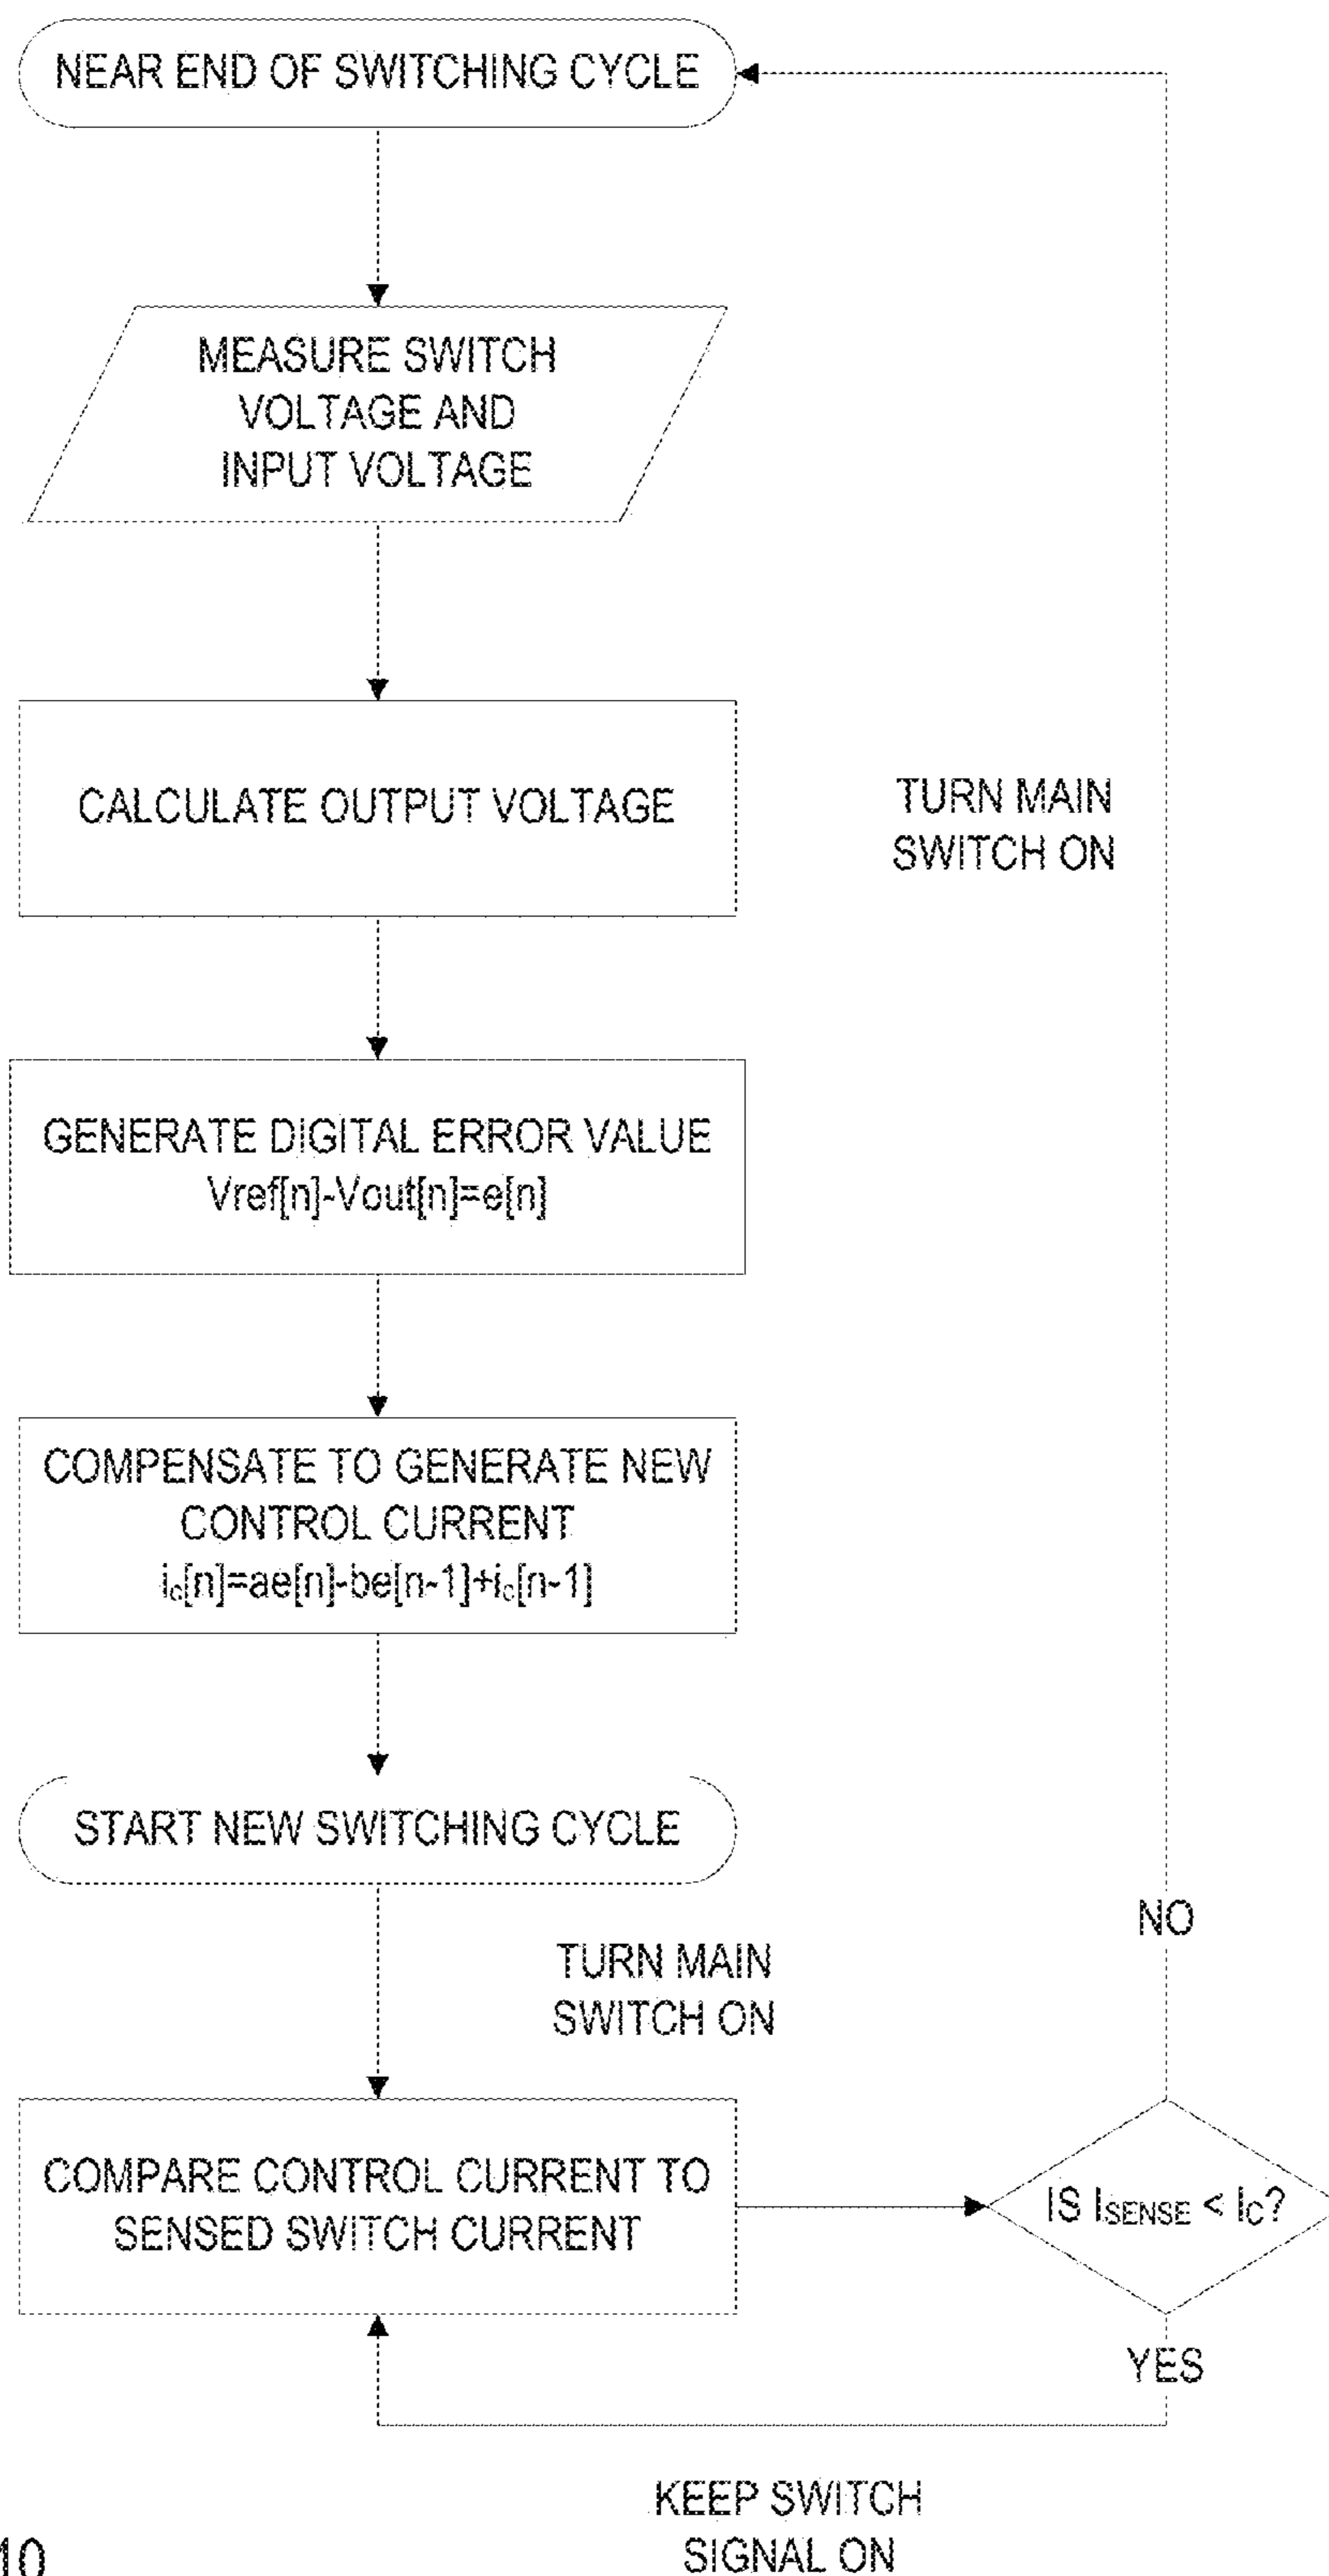 NEAR END OF SWITCHING CYCLE
MEASURE SWITCH
VOLTAGE AND
INPUT VOLTAGE
CALCULATE OUTPUT VOLTAGE
TURN MAIN
SWITCH ON
GENERATE DIGITAL ERROR VALUE
Vref[n]-Vout[n]=e[n]
COMPENSATE TO GENERATE NEW
CONTROL CURRENT
ic[n]=ae[n]-be[n-1]+ic[n-1]
START NEW SWITCHING CYCLE
NO
TURN MAIN
SWITCH ON
COMPARE CONTROL CURRENT TO
SENSED SWITCH CURRENT
IS ISENSE < IC?
YES
KEEP SWITCH
SIGNAL ON
10